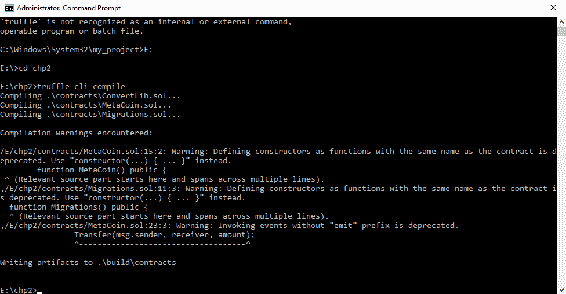 Administrator: Command Prompt
'truffle' is not recognized as an internal or external command,
operable program or batch file.
C:\Windows\System32\my_project>E:
E:\>cd chp2
E:\chp2>truffle cli compile
Compiling .\contracts\ConvertLib.sol...
Compiling .\contracts\MetaCoin.sol...
Compiling .\contracts\Migrations.sol...
Compilation warnings encountered:
/E/chp2/contracts/MetaCoin.sol:15:2: Warning: Defining constructors as functions with the same name as the contract is d
eprecated. Use "constructor(...) { ... }" instead.
function MetaCoin() public {
^ (Relevant source part starts here and spans across multiple lines).
,/E/chp2/contracts/Migrations.sol:11:3: Warning: Defining constructors as functions with the same name as the contract i
s deprecated. Use "constructor(...) { ... }" instead.
function Migrations() public {
^ (Relevant source part starts here and spans across multiple lines).
,/E/chp2/contracts/MetaCoin.sol:23:3: Warning: Invoking events without "emit" prefix is deprecated.
Transfer(msg.sender, receiver, amount);
^-------------------------------------^
Writing artifacts to .\build\contracts
E:\chp2>